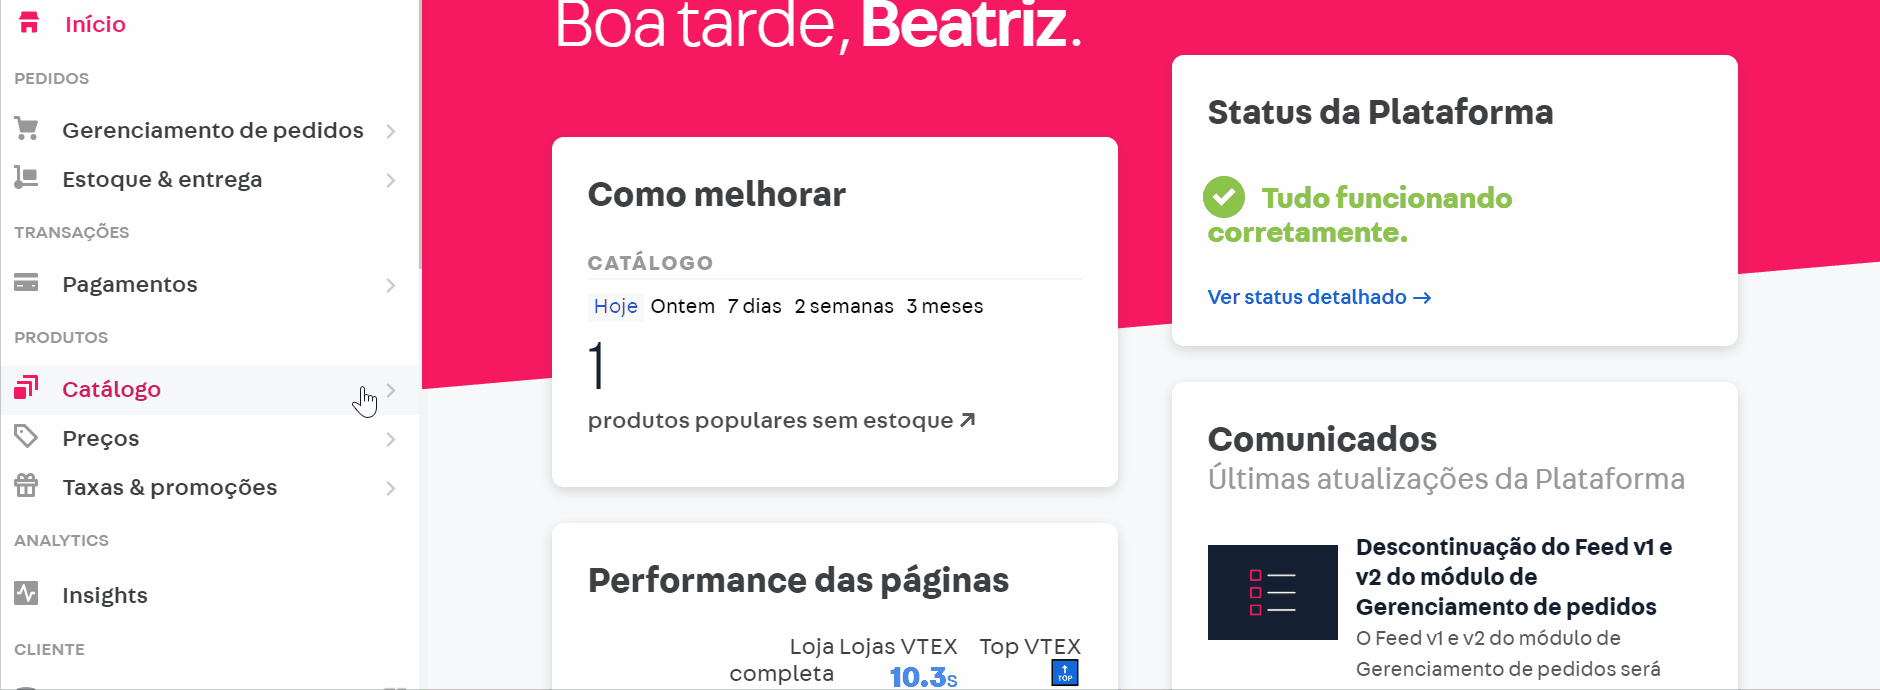 Início
PEDIDOS
Gerenciamento de pedidos
Estoque & entrega
TRANSAÇÕES
Pagamentos
PRODUTOS
Catálogo
Preços
Taxas & promoções
ANALYTICS
Insights
CLIENTE
Boa tarde, Beatriz.
Como melhorar
CATÁLOGO
Hoje Ontem 7 dias 2 semanas 3 meses
1
produtos populares sem estoque
Performance das páginas
Loja Lojas VTEX Top VTEX
completa 10.3s TOP
Status da Plataforma
Tudo funcionando
corretamente.
Ver status detalhado →
Comunicados
Últimas atualizações da Plataforma
Descontinuação do Feed v1 e
v2 do módulo de
Gerenciamento de pedidos
O Feed v1 e v2 do módulo de
Gerenciamento de pedidos será